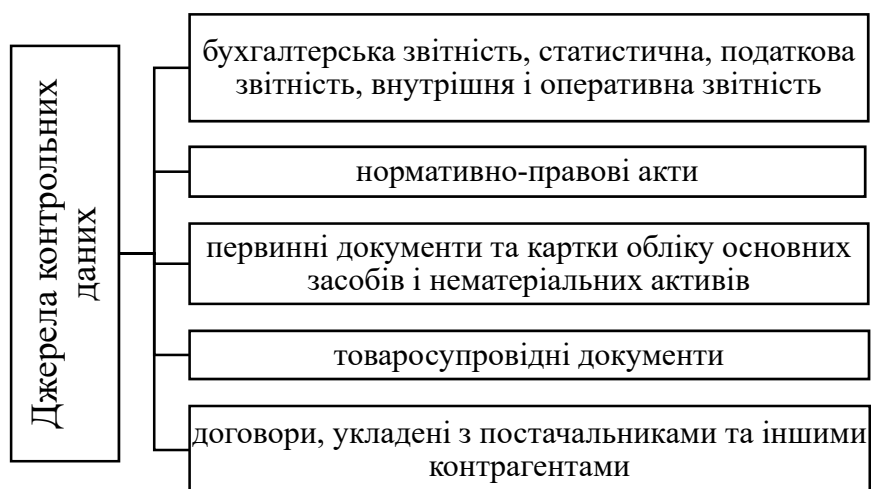 Джерела контрольних
даних
бухгалтерська звітність, статистична, податкова
звітність, внутрішня і оперативна звітність
нормативно-правові акти
первинні документи та картки обліку основних
засобів і нематеріальних активів
товаросупровідні документи
договори, укладені з постачальниками та іншими
контрагентами